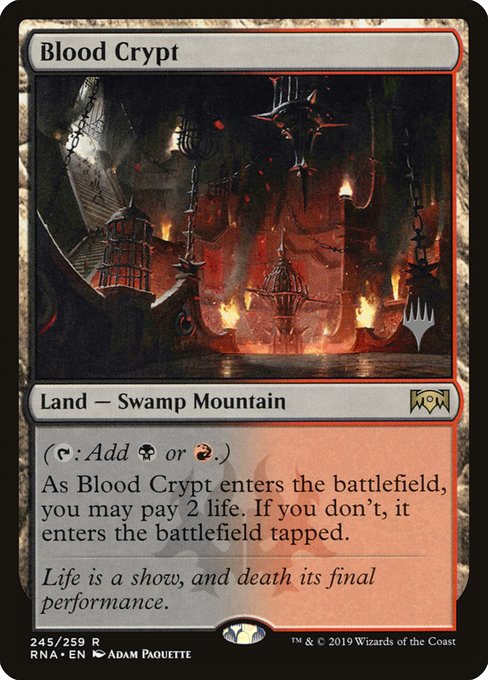 Blood Crypt
Land — Swamp Mountain
(: Add or .)
As Blood Crypt enters the battlefield,
you may pay 2 life. If you don't, it
enters the battlefield tapped.
Life is a show, and death its final
performance.
245/259 R
RNA • EN Adam Paquette
™ & © 2019 Wizards of the Coast